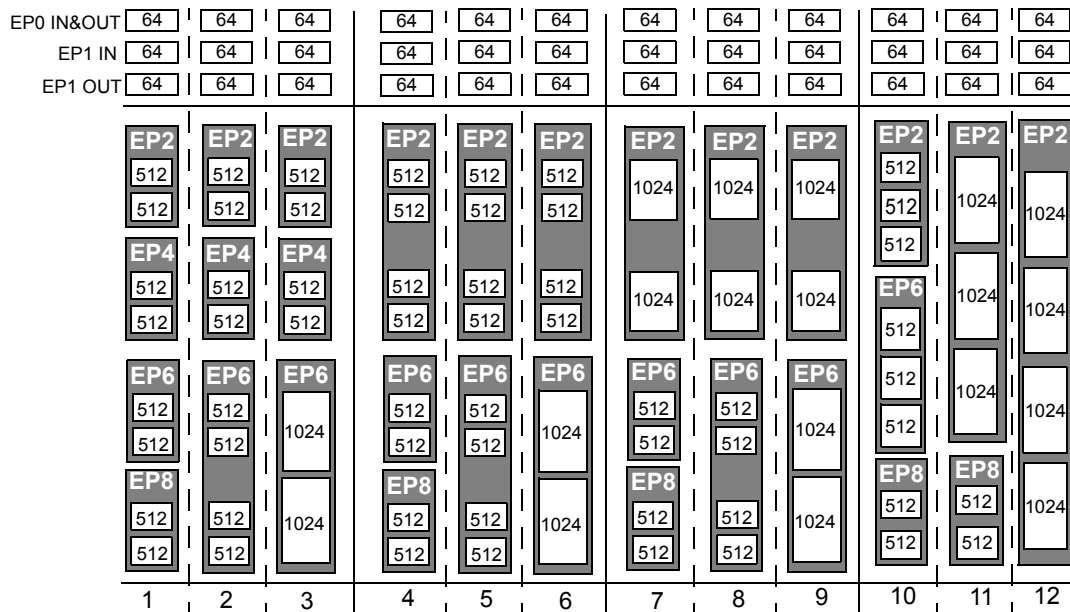 EP0 IN&OUT 64 64 64 64 64 64 64 64 64 64 64 64
EP1 IN 64 64 64 64 64 64 64 64 64 64 64 64
EP1 OUT 64 64 64 64 64 64 64 64 64 64 64 64
EP2 EP2 EP2 EP2 EP2 EP2 EP2 EP2 EP2 EP2 EP2 EP2
512 512 512 512 512 512 1024 1024 1024 512 1024 1024
512 512 512 512 512 512 512
EP4 EP4 EP4 512
512 512 512 512 512 512 1024 1024 1024 EP6 1024 1024
512 512 512 512 512 512 512
EP6 EP6 EP6 EP6 EP6 EP6 EP6 EP6 EP6 512
512 512 1024 512 512 1024 512 512 1024 512 1024 1024
512 512 512 512 512 512
EP8 EP8 EP8 EP8 EP8
512 512 1024 512 512 1024 512 512 1024 512 512 1024
512 512 512 512 512 512 512 512
1 2 3 4 5 6 7 8 9 10 11 12